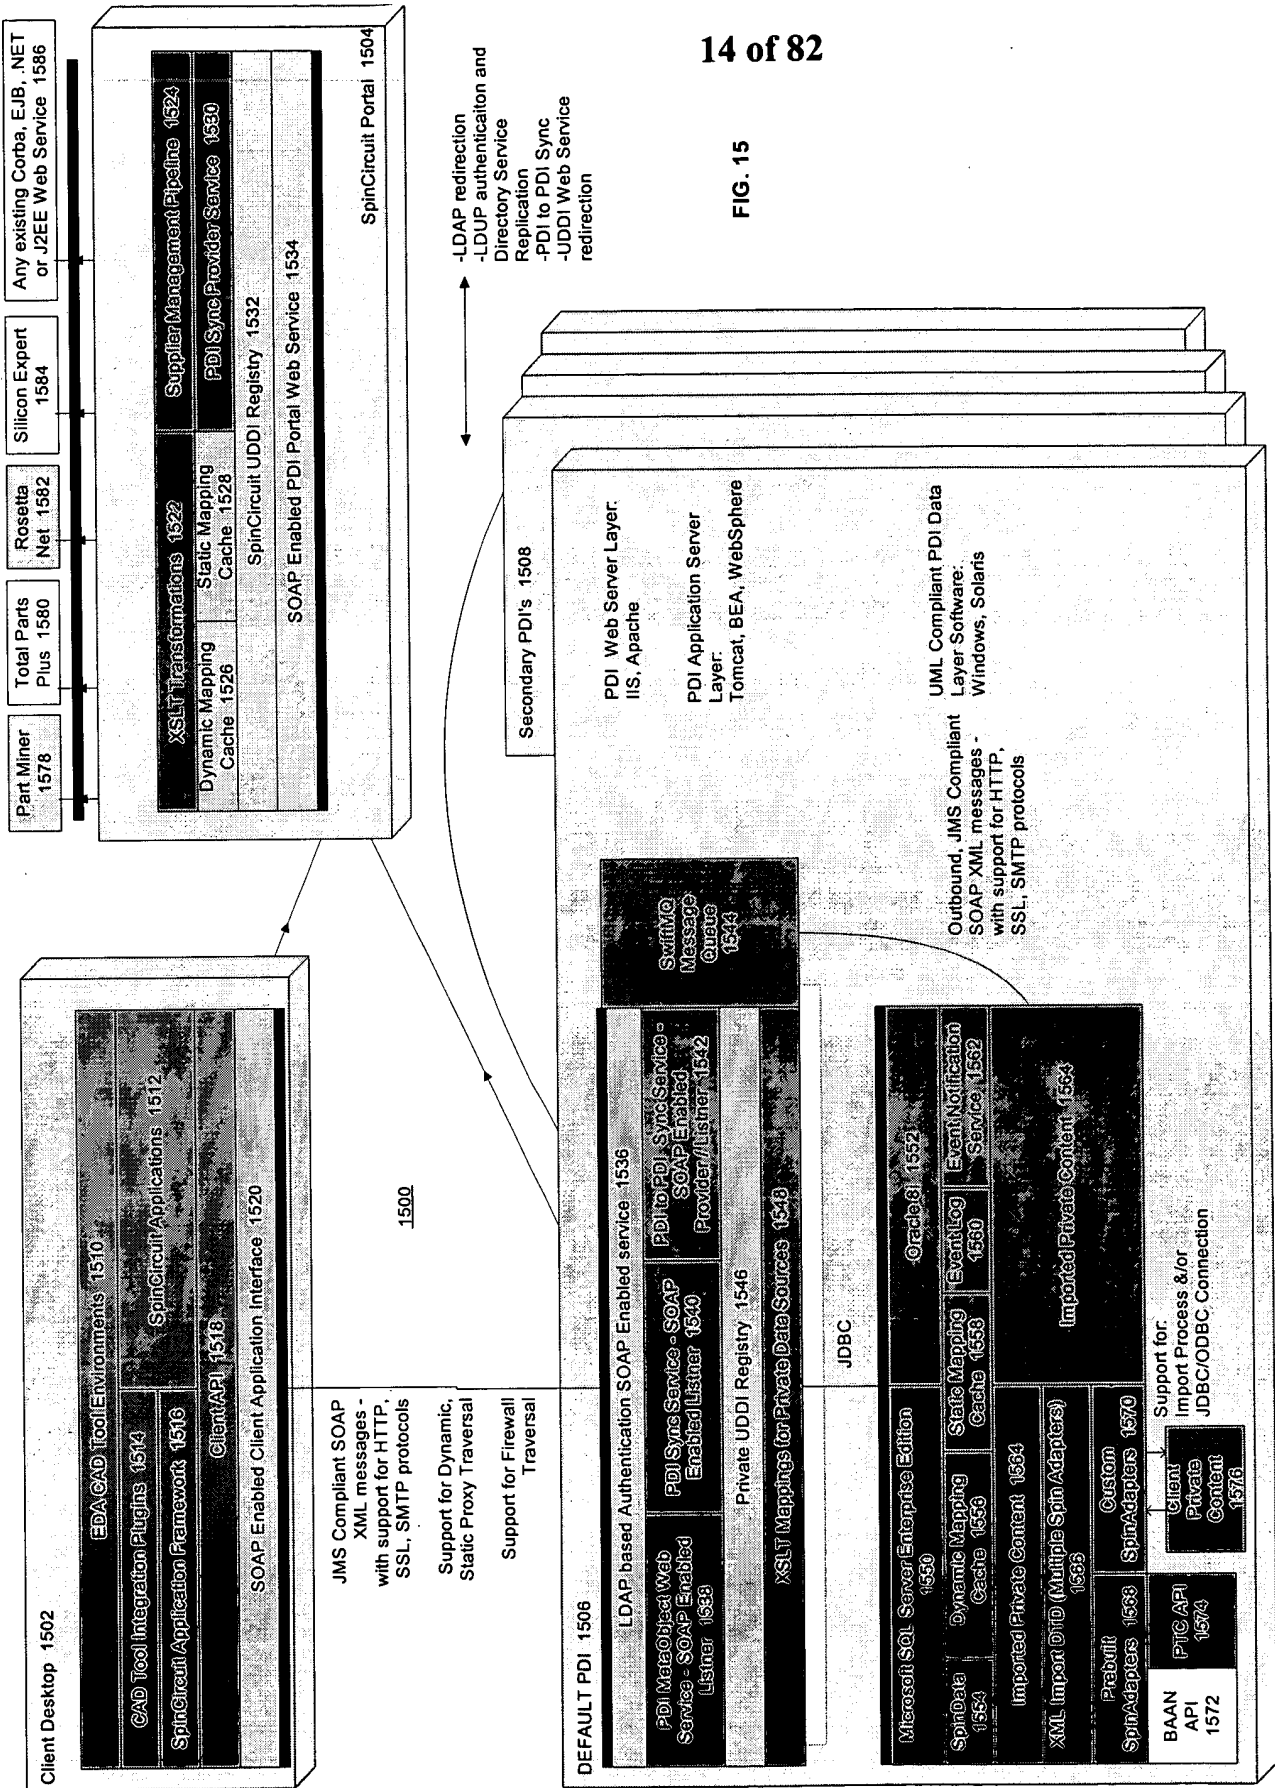 14 of 82
Client Desktop 1502
EDA CAD Tool Environments 1510
CAD Tool Integration Plugins 1514
SpinCircuit Applications 1512
SpinCircuit Application Framework 1516
Client API 1518
SOAP Enabled Client Application Interface 1520
Part Miner
1578
Total Parts
Plus 1580
Rosetta
Net 1582
Silicon Expert
1584
Any existing Corba, EJB, .NET
or J2EE Web Service 1586
XSLT Transformations 1522
Supplier Management Pipeline 1524
Dynamic Mapping
Cache 1526
Static Mapping
Cache 1528
PDI Sync Provider Service 1530
SpinCircuit UDDI Registry 1532
SOAP Enabled PDI Portal Web Service 1534
SpinCircuit Portal 1504
1500
JMS Compliant SOAP
XML messages -
with support for HTTP,
SSL, SMTP protocols
Support for Dynamic,
Static Proxy Traversal
Support for Firewall
Traversal
-LDAP redirection
-LDUP authenticaiton and
Directory Service
Replication
-PDI to PDI Sync
-UDDI Web Service
redirection
FIG. 15
Secondary PDI's 1508
DEFAULT PDI 1506
LDAP based Authentication SOAP Enabled service 1536
PDI MetaObject Web
Service - SOAP Enabled
Listner 1538
PDI Sync Service - SOAP
Enabled Listner 1540
PDI to PDI Sync Service -
SOAP Enabled
Provider / Listner 1542
SwiftMQ
Message
Queue
1544
Private UDDI Registry 1546
XSLT Mappings for Private Data Sources 1548
PDI Web Server Layer:
IIS, Apache
PDI Application Server
Layer:
Tomcat, BEA, WebSphere
JDBC
Outbound, JMS Compliant
SOAP XML messages -
with support for HTTP,
SSL, SMTP protocols
UML Compliant PDI Data
Layer Software:
Windows, Solaris
Microsoft SQL Server Enterprise Edition
1550
Oracle 8i 1552
SpinData
1554
Dynamic Mapping
Cache 1556
Static Mapping
Cache 1558
Event Log
1560
Event Notification
Service 1562
Imported Private Content 1564
Imported Private Content 1564
XML Import DTD (Multiple Spin Adapters)
1566
Prebuilt
SpinAdapters 1568
Custom
SpinAdapters 1570
BAAN
API
1572
PTC API
1574
Client
Private
Content
1576
Support for:
Import Process &/or
JDBC/ODBC Connection